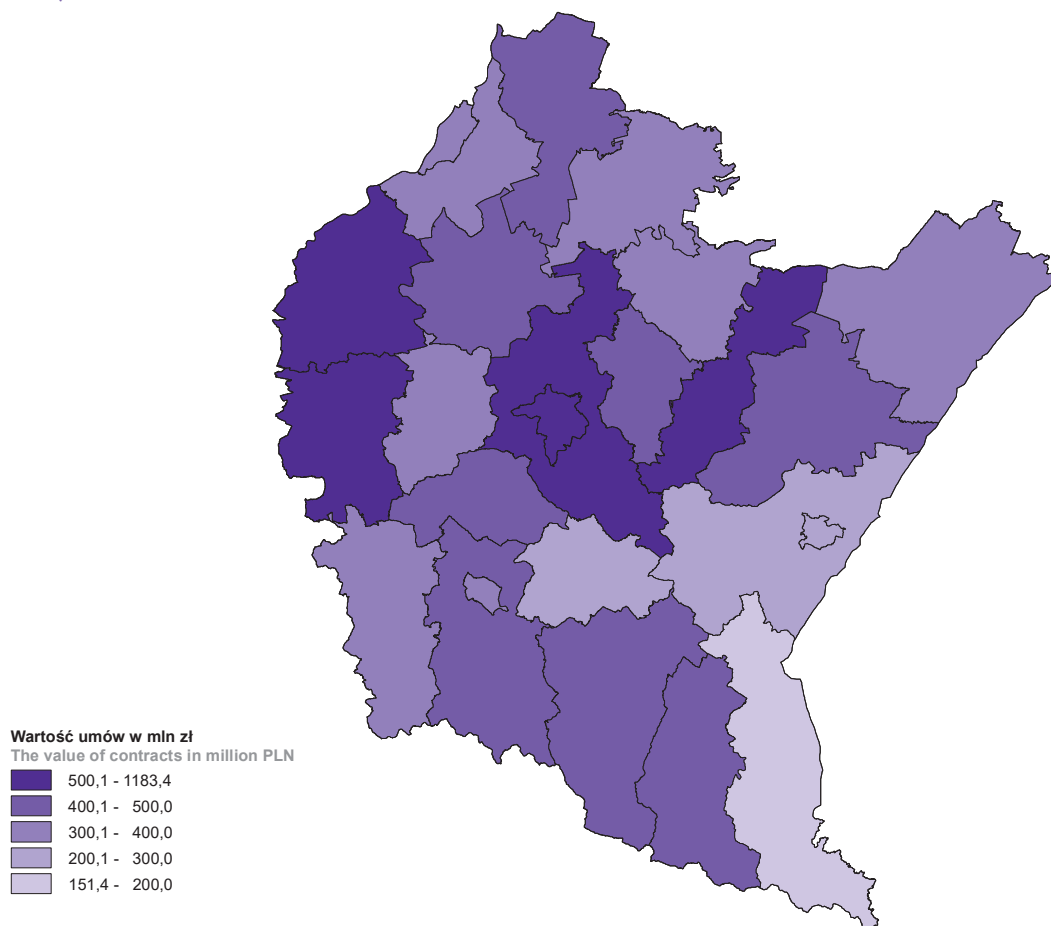 Wartość umów w mln zł
The value of contracts in million PLN
500,1 - 1183,4
400,1 - 500,0
300,1 - 400,0
200,1 - 300,0
151,4 - 200,0